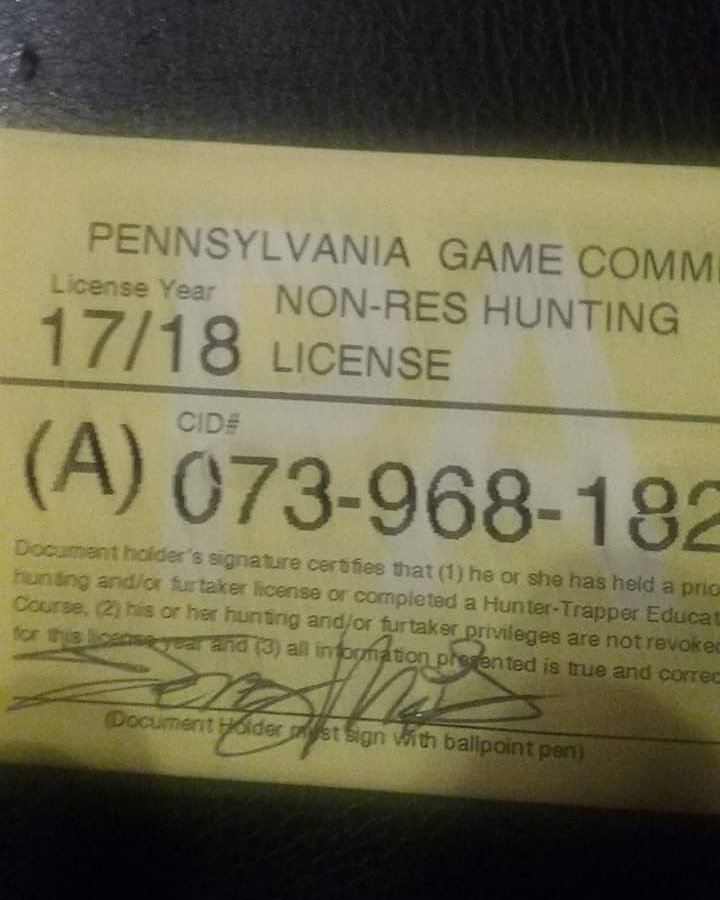 PENNSYLVANIA GAME COMM
License Year
NON-RES HUNTING
17/18 LICENSE
CID#
(A) 073-968-182
Document holder's signature certifies that (1) he or she has held a prio
hunting and/or furtaker license or completed a Hunter-Trapper Educat
Course, (2) his or her hunting and/or furtaker privileges are not revoked
for this license year and (3) all information presented is true and correc
(Document Holder must sign with ballpoint pen)